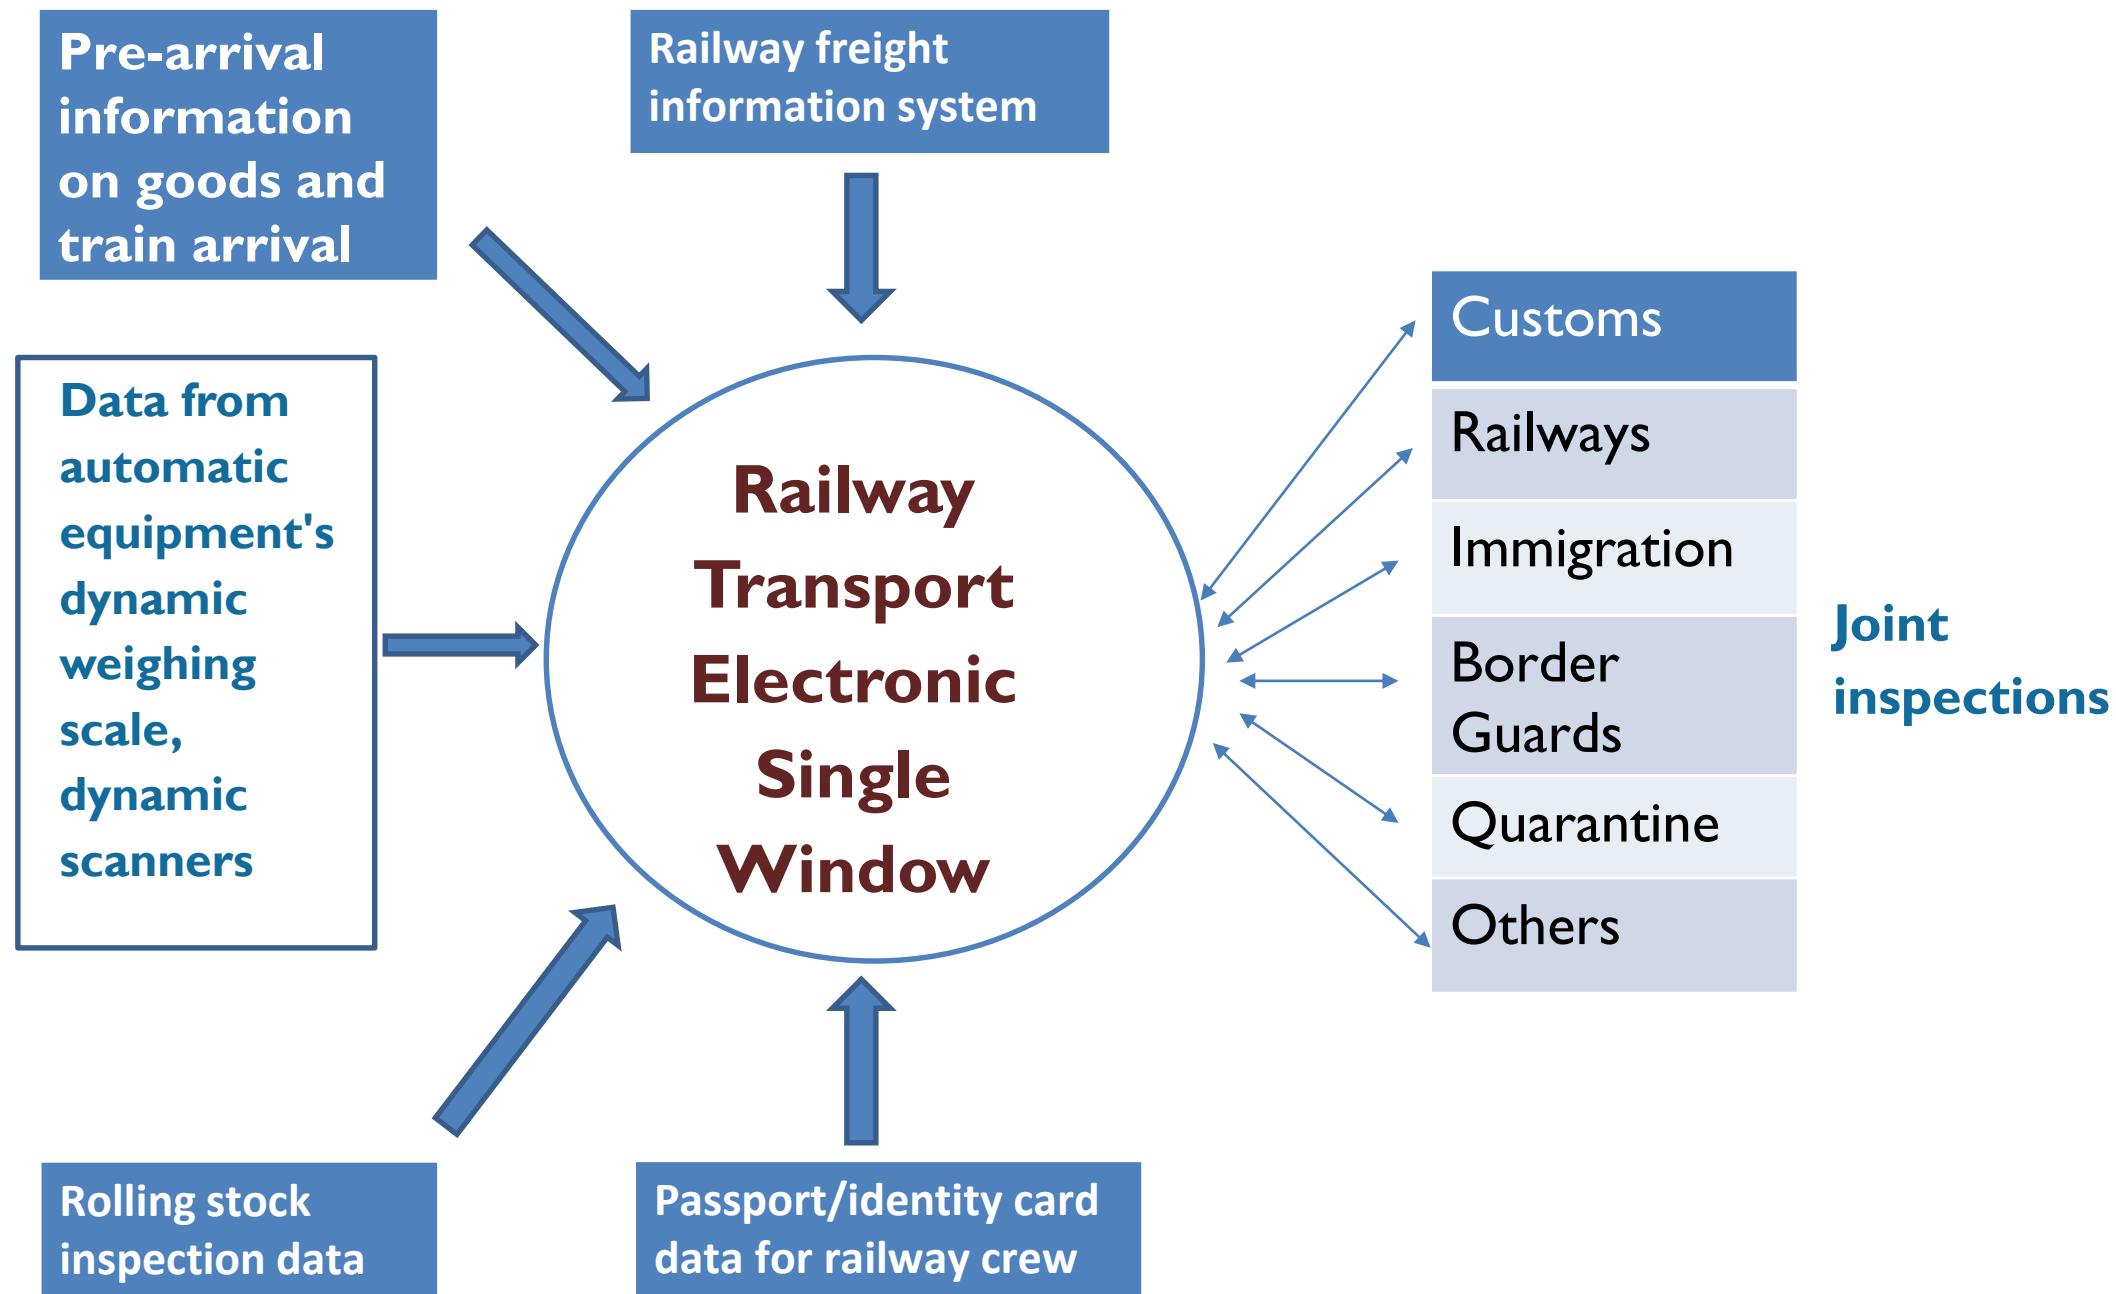 Pre-arrival
information
on goods and
train arrival
Railway freight
information system
Data from
automatic
equipment's
dynamic
weighing
scale,
dynamic
scanners
Railway
Transport
Electronic
Single
Window
Customs
Railways
Immigration
Border
Guards
Quarantine
Others
Joint
inspections
Rolling stock
inspection data
Passport/identity card
data for railway crew